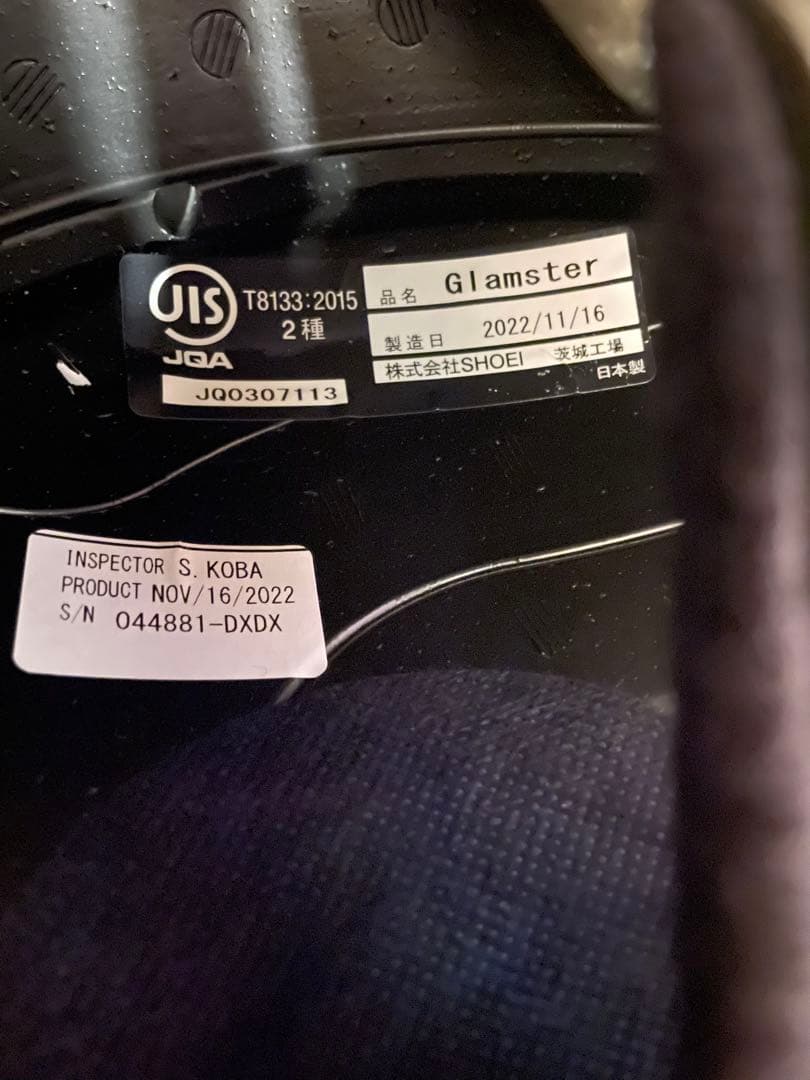 JIS
T8133:2015
2種
JQA
JQ0307113
品名 Glamster
製造日 2022/11/16
株式会社SHOEI 茨城工場
日本製
INSPECTOR S. KOBA
PRODUCT NOV/16/2022
S/N 044881-DXDX